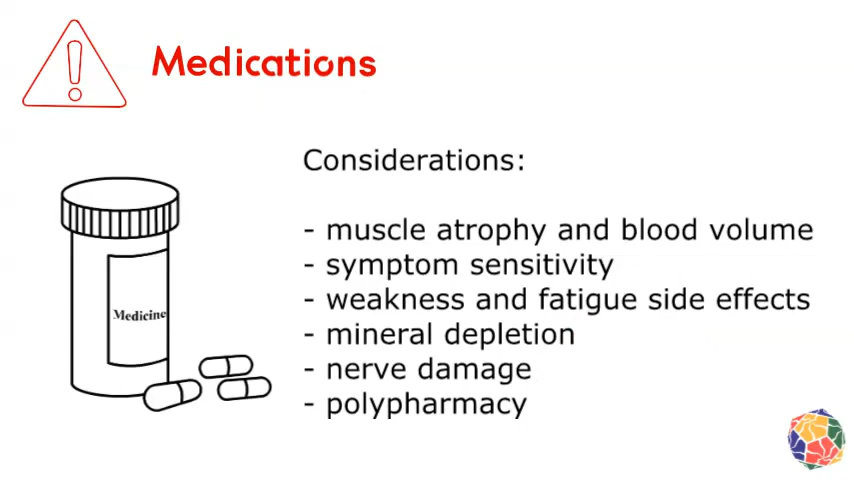 Medications
Considerations:
- muscle atrophy and blood volume
- symptom sensitivity
- weakness and fatigue side effects
- mineral depletion
- nerve damage
- polypharmacy
Medicine